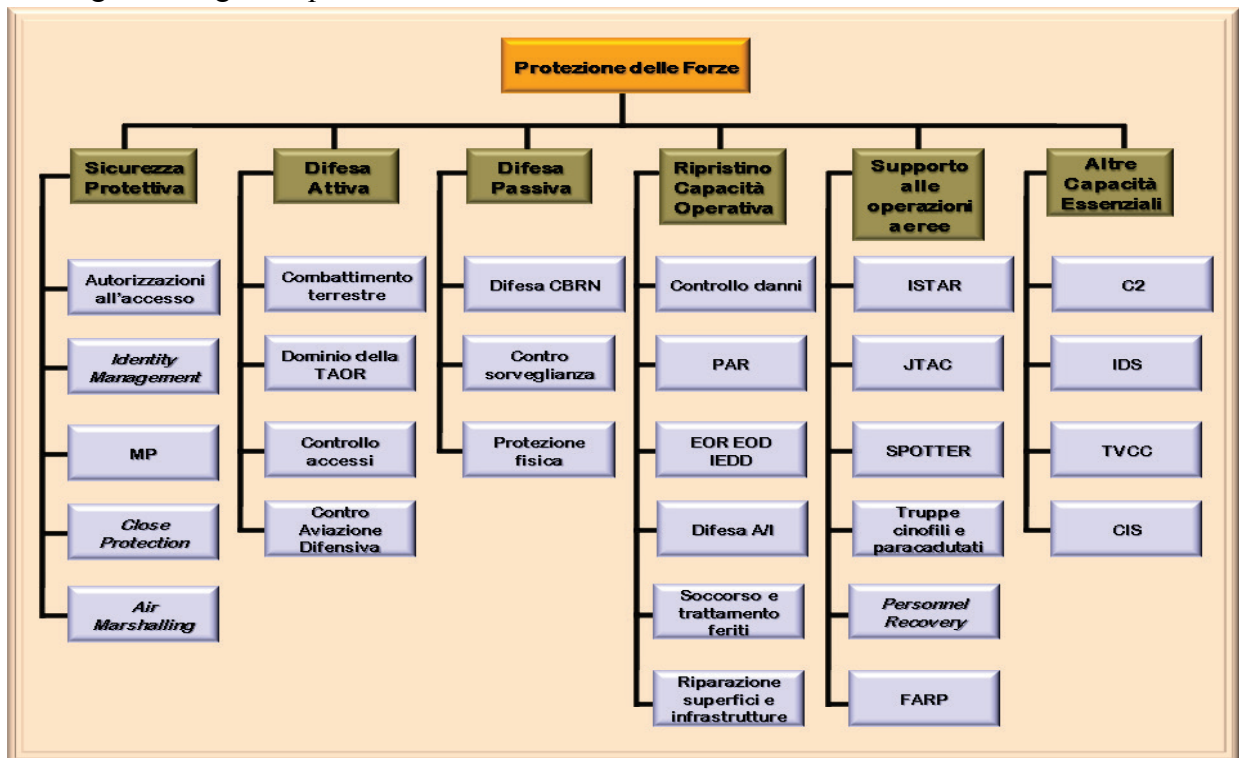 Protezione delle Forze
Sicurezza
Protettiva
Autorizzazioni
all'accesso
Identity
Management
MP
Close
Protection
Air
Marshalling
Difesa
Attiva
Combattimento
terrestre
Dominio della
TAOR
Controllo
accessi
Contro
Aviazione
Difensiva
Difesa
Passiva
Difesa CBRN
Contro
sorveglianza
Protezione
fisica
Ripristino
Capacità
Operativa
Controllo danni
PAR
EOR EOD
IEDD
Difesa A/I
Soccorso e
trattamento
feriti
Riparazione
superfici e
infrastrutture
Supporto
alle
operazioni
aeree
ISTAR
JTAC
SPOTTER
Truppe
cinofili e
paracadutati
Personnel
Recovery
FARP
Altre
Capacità
Essenziali
C2
IDS
TVCC
CIS